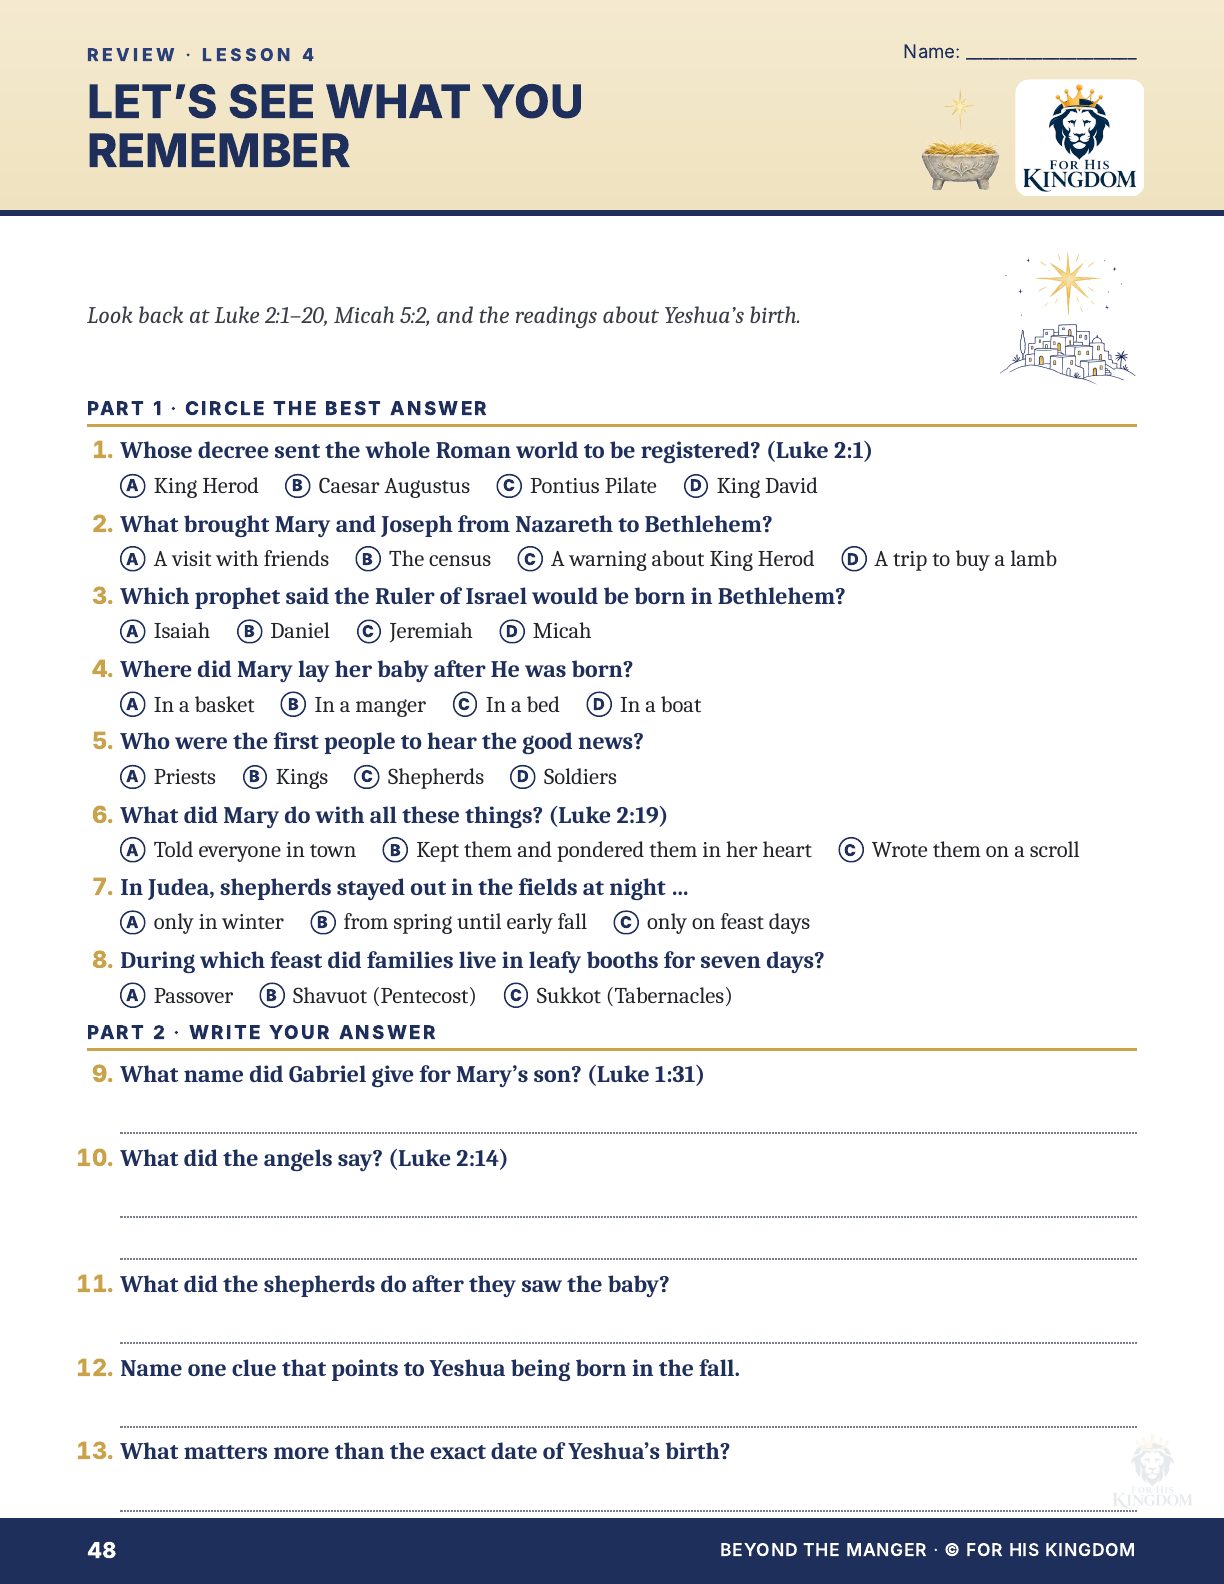 REVIEW · LESSON 4
Name: ___________________
LET’S SEE WHAT YOU
REMEMBER
FOR HIS
KINGDOM
Look back at Luke 2:1–20, Micah 5:2, and the readings about Yeshua’s birth.
PART 1 · CIRCLE THE BEST ANSWER
1. Whose decree sent the whole Roman world to be registered? (Luke 2:1)
A King Herod B Caesar Augustus C Pontius Pilate D King David
2. What brought Mary and Joseph from Nazareth to Bethlehem?
A A visit with friends B The census C A warning about King Herod D A trip to buy a lamb
3. Which prophet said the Ruler of Israel would be born in Bethlehem?
A Isaiah B Daniel C Jeremiah D Micah
4. Where did Mary lay her baby after He was born?
A In a basket B In a manger C In a bed D In a boat
5. Who were the first people to hear the good news?
A Priests B Kings C Shepherds D Soldiers
6. What did Mary do with all these things? (Luke 2:19)
A Told everyone in town B Kept them and pondered them in her heart C Wrote them on a scroll
7. In Judea, shepherds stayed out in the fields at night ...
A only in winter B from spring until early fall C only on feast days
8. During which feast did families live in leafy booths for seven days?
A Passover B Shavuot (Pentecost) C Sukkot (Tabernacles)
PART 2 · WRITE YOUR ANSWER
9. What name did Gabriel give for Mary’s son? (Luke 1:31)
10. What did the angels say? (Luke 2:14)
11. What did the shepherds do after they saw the baby?
12. Name one clue that points to Yeshua being born in the fall.
13. What matters more than the exact date of Yeshua’s birth?
FOR HIS
KINGDOM
48
BEYOND THE MANGER · © FOR HIS KINGDOM